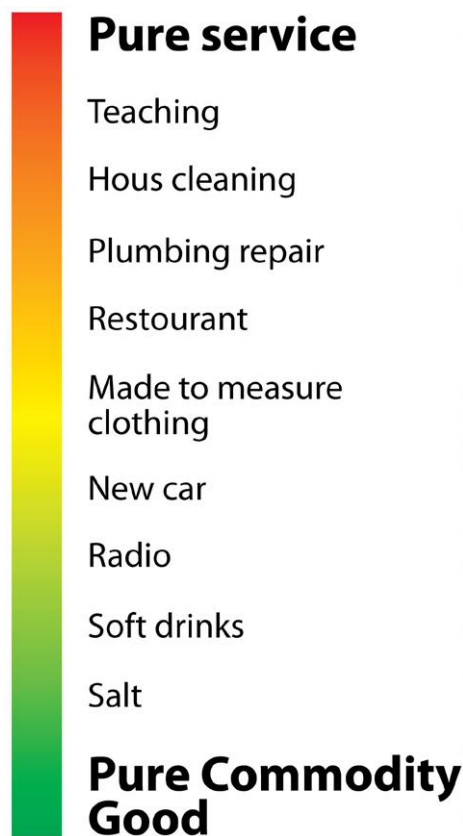 Pure service
Teaching
Hous cleaning
Plumbing repair
Restourant
Made to measure
clothing
New car
Radio
Soft drinks
Salt
Pure Commodity
Good